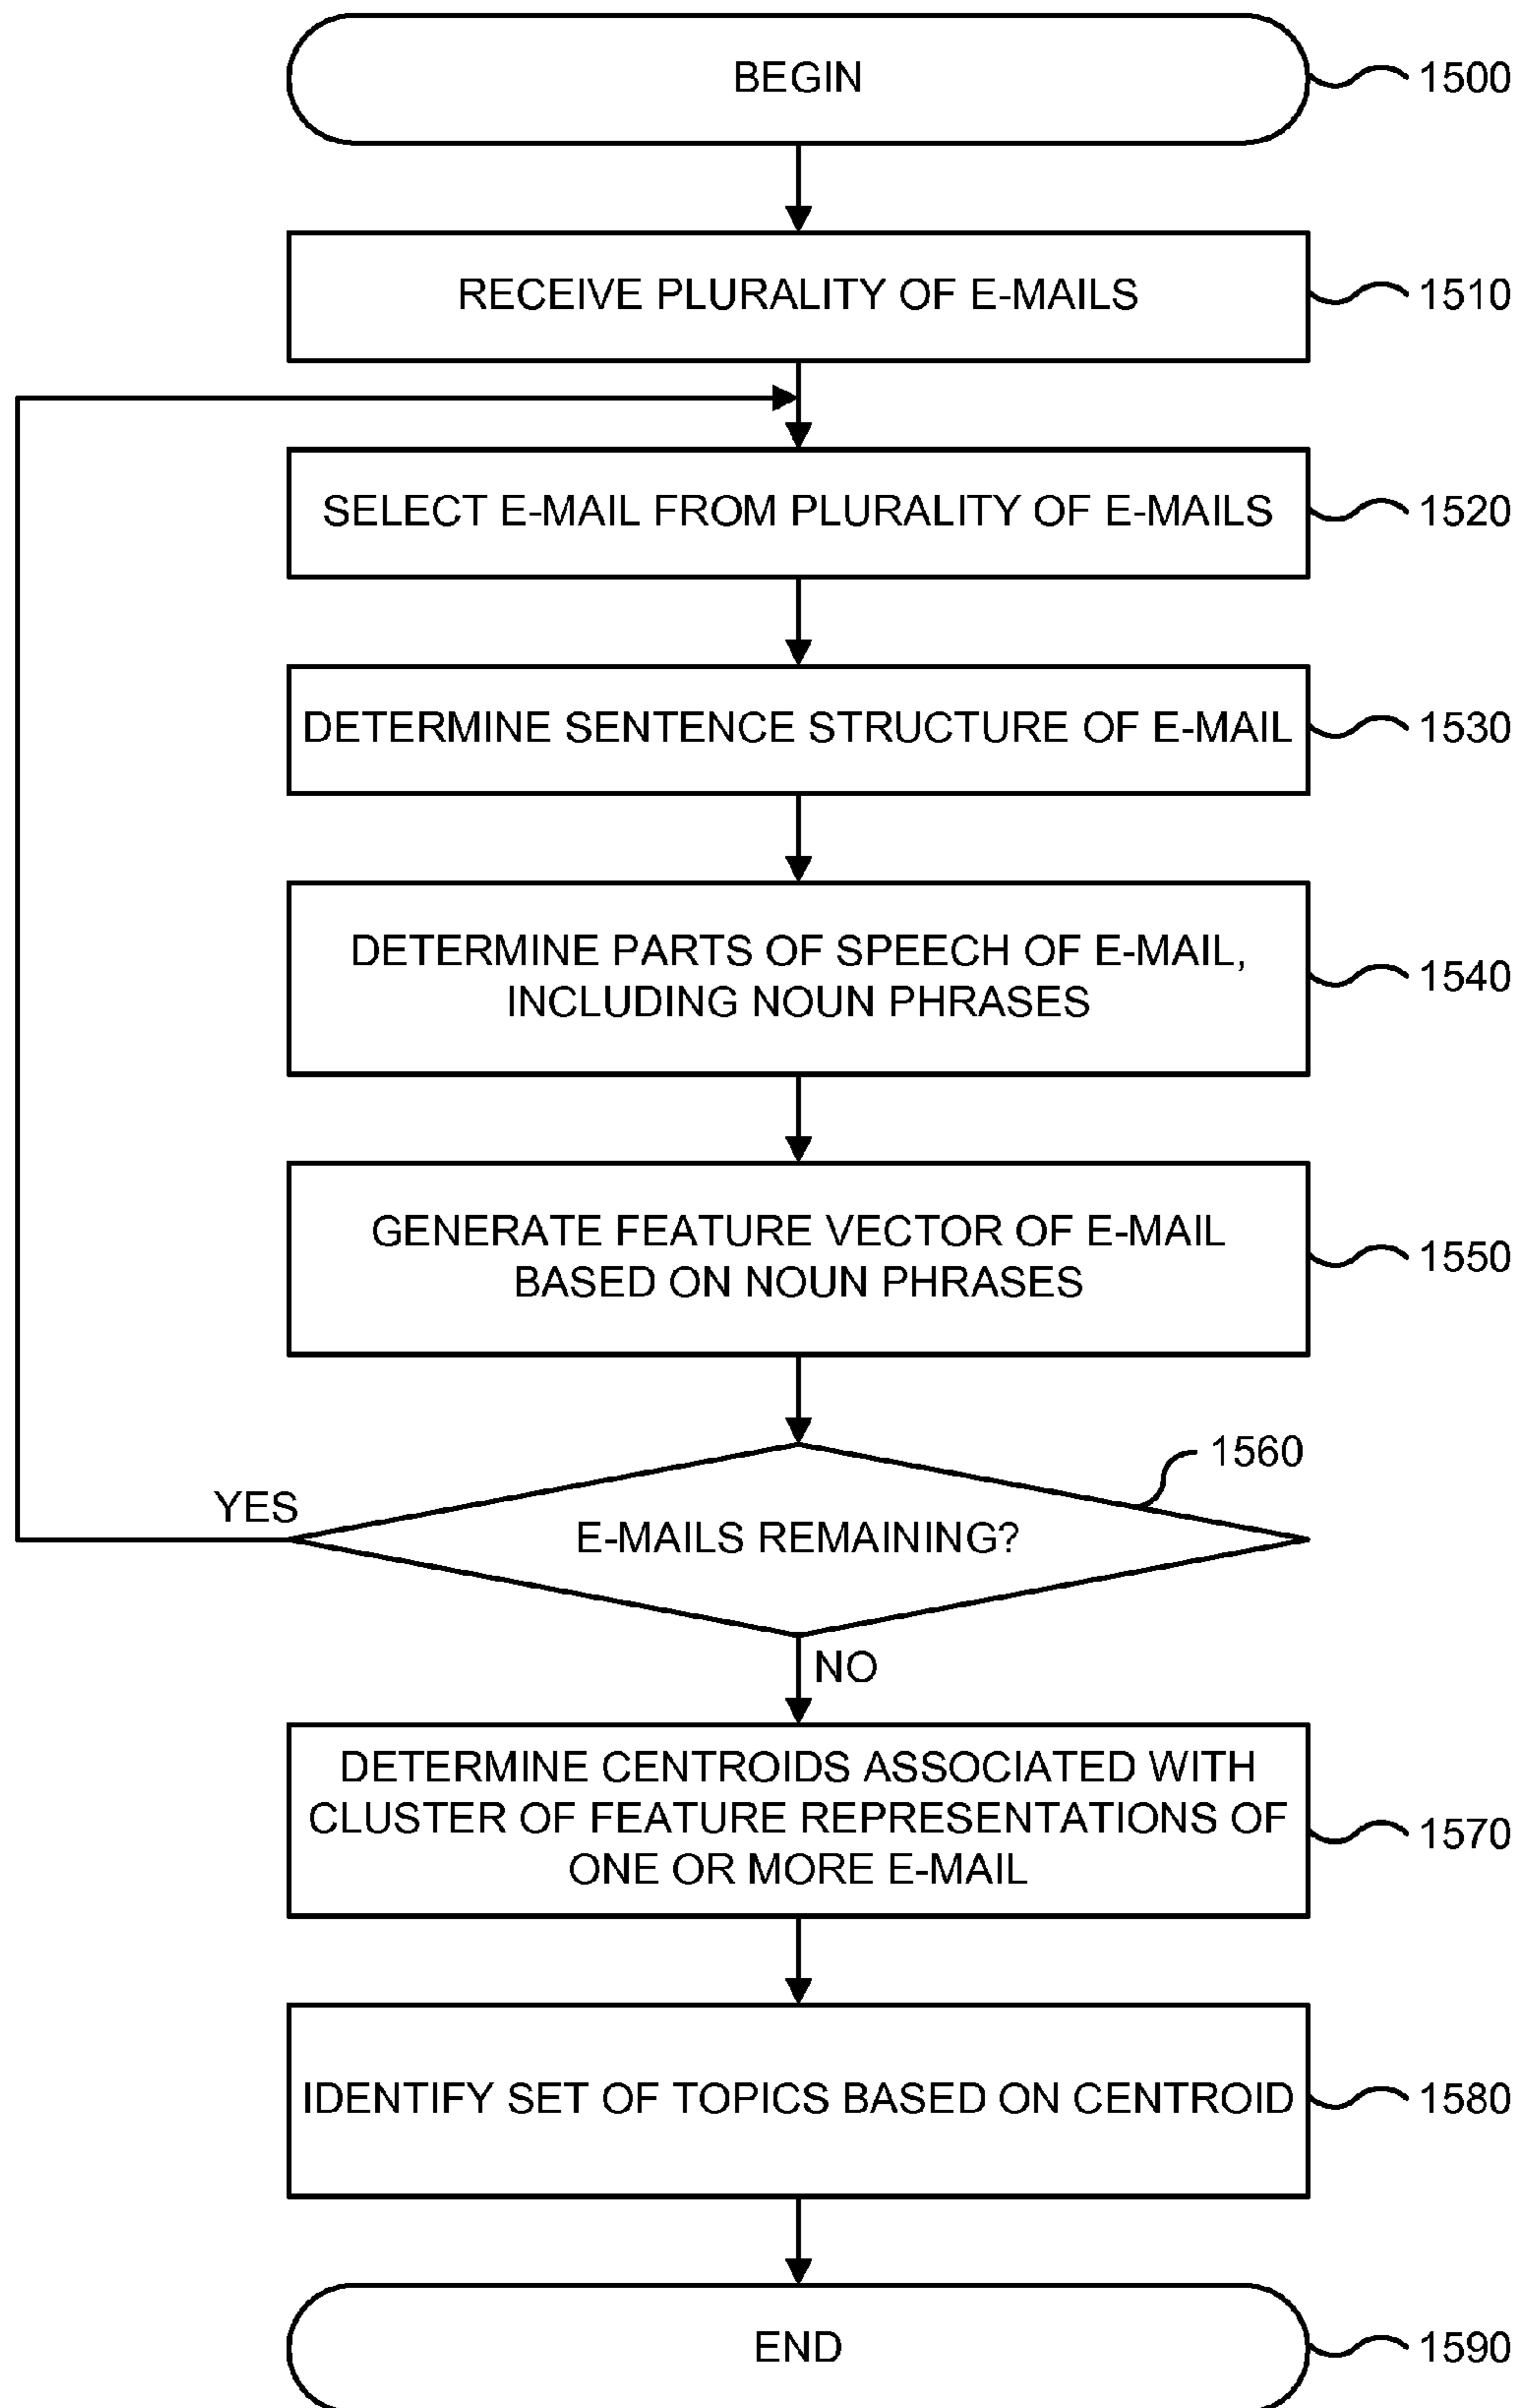 BEGIN
1500
RECEIVE PLURALITY OF E-MAILS
1510
SELECT E-MAIL FROM PLURALITY OF E-MAILS
1520
DETERMINE SENTENCE STRUCTURE OF E-MAIL
1530
DETERMINE PARTS OF SPEECH OF E-MAIL,
INCLUDING NOUN PHRASES
1540
GENERATE FEATURE VECTOR OF E-MAIL
BASED ON NOUN PHRASES
1550
1560
YES
E-MAILS REMAINING?
NO
DETERMINE CENTROIDS ASSOCIATED WITH
CLUSTER OF FEATURE REPRESENTATIONS OF
ONE OR MORE E-MAIL
1570
IDENTIFY SET OF TOPICS BASED ON CENTROID
1580
END
1590